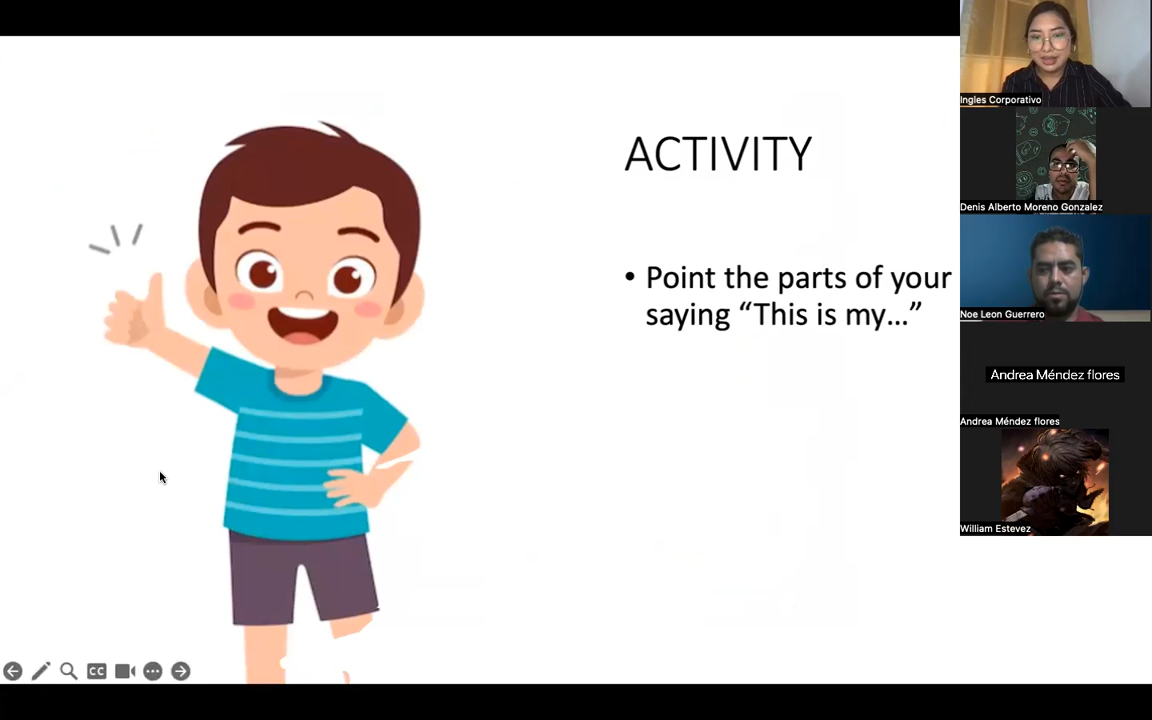 ACTIVITY
• Point the parts of your
saying “This is my...”
Ingles Corporativo
Denis Alberto Moreno Gonzalez
Noe Leon Guerrero
Andrea Méndez flores
Andrea Méndez flores
William Estevez
CC